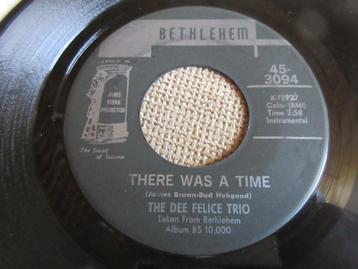 BETHLEHEM
45-
3094
JAMES
BROWN
PRODUCTION
K-12927
Golo- (BMI)
Time 2:58
Instrumental
The Sound
of
Success
THERE WAS A TIME
(James Brown-Bud Hobgood)
THE DEE FELICE TRIO
Taken From Bethlehem
Album BS 10,000